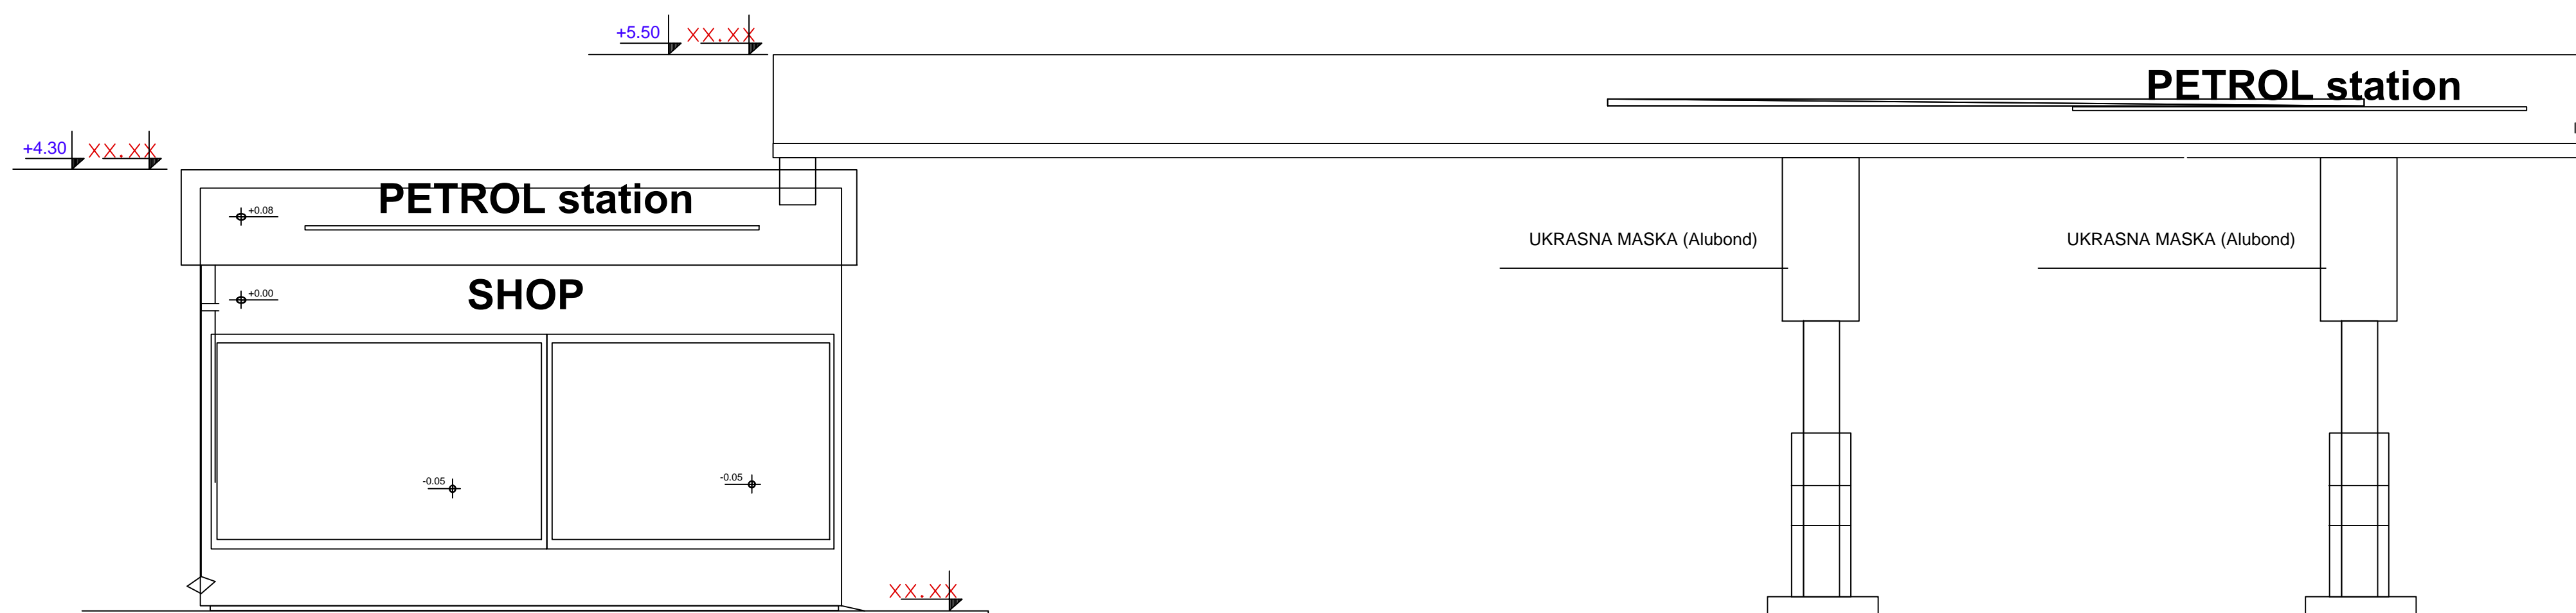 +5.50 XX.XX
PETROL station
+4.30 XX.XX
PETROL station
+0.08
UKRASNA MASKA (Alubond)
UKRASNA MASKA (Alubond)
+0.00
SHOP
-0.05
-0.05
XX.XX